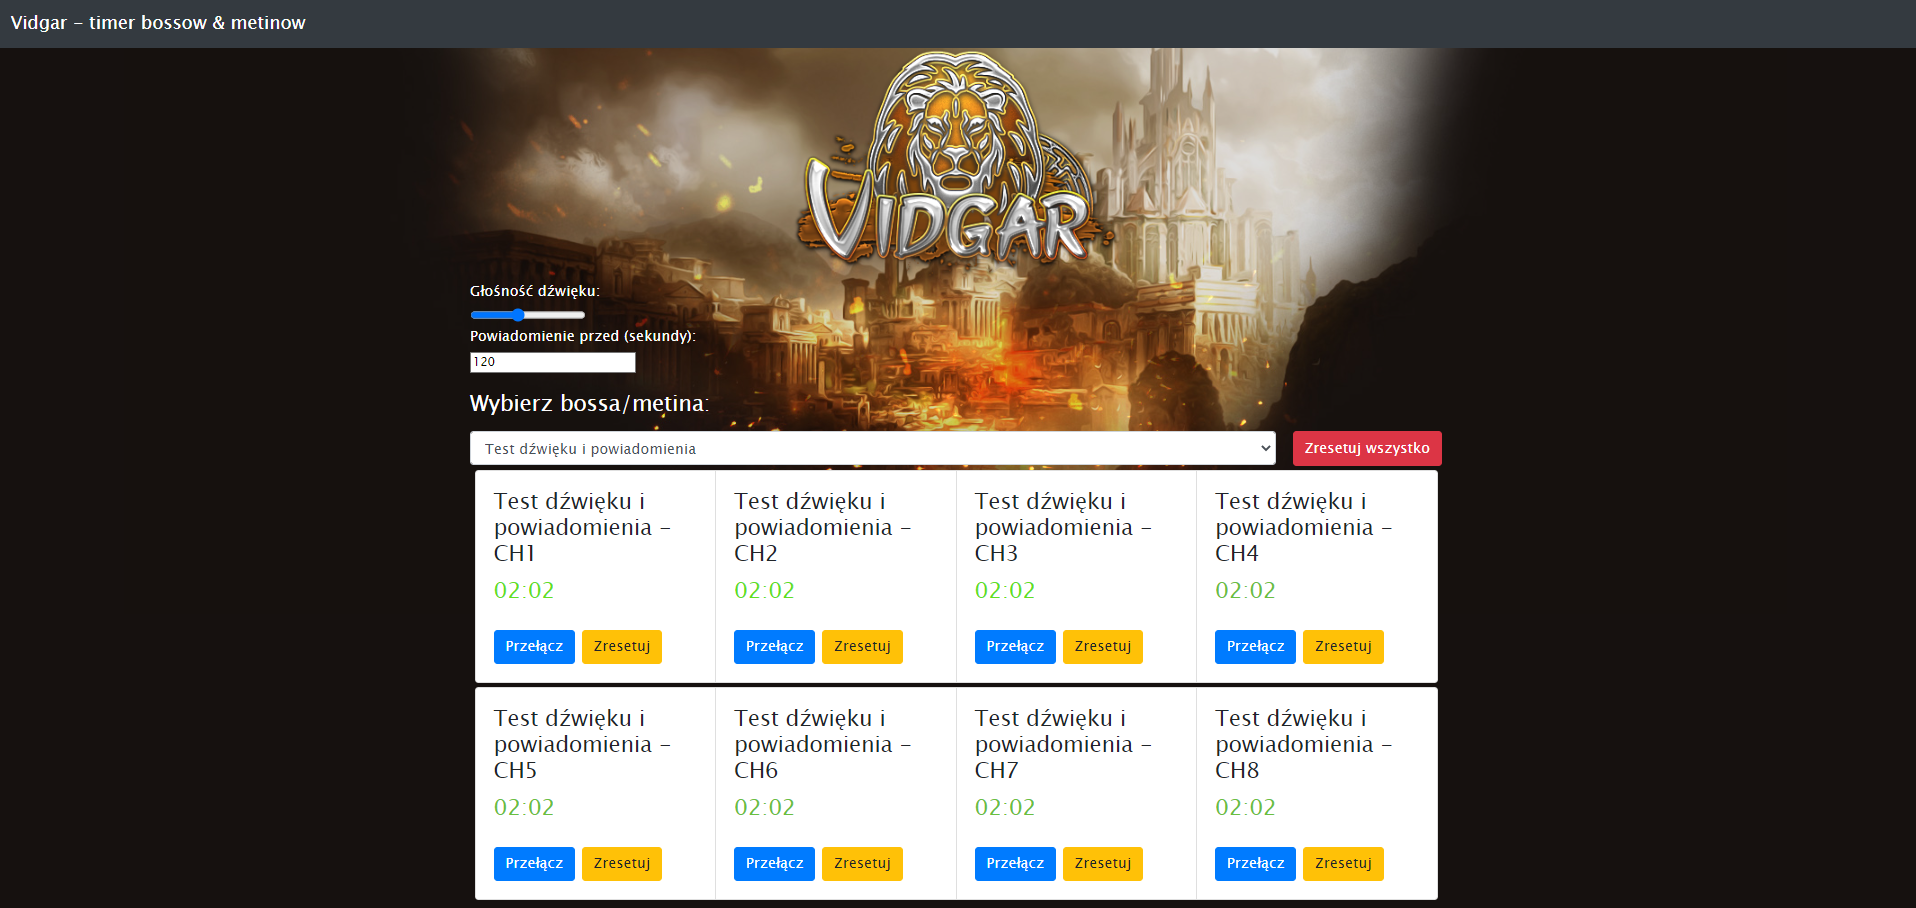 Vidgar - timer bossow & metinow
VIDGAR
Głośność dźwięku:
Powiadomienie przed (sekundy):
120
Wybierz bossa/metina:
Test dźwięku i powiadomienia
Zresetuj wszystko
Test dźwięku i
powiadomienia -
CH1
02:02
Przełącz
Zresetuj
Test dźwięku i
powiadomienia -
CH2
02:02
Przełącz
Zresetuj
Test dźwięku i
powiadomienia -
CH3
02:02
Przełącz
Zresetuj
Test dźwięku i
powiadomienia -
CH4
02:02
Przełącz
Zresetuj
Test dźwięku i
powiadomienia -
CH5
02:02
Przełącz
Zresetuj
Test dźwięku i
powiadomienia -
CH6
02:02
Przełącz
Zresetuj
Test dźwięku i
powiadomienia -
CH7
02:02
Przełącz
Zresetuj
Test dźwięku i
powiadomienia -
CH8
02:02
Przełącz
Zresetuj